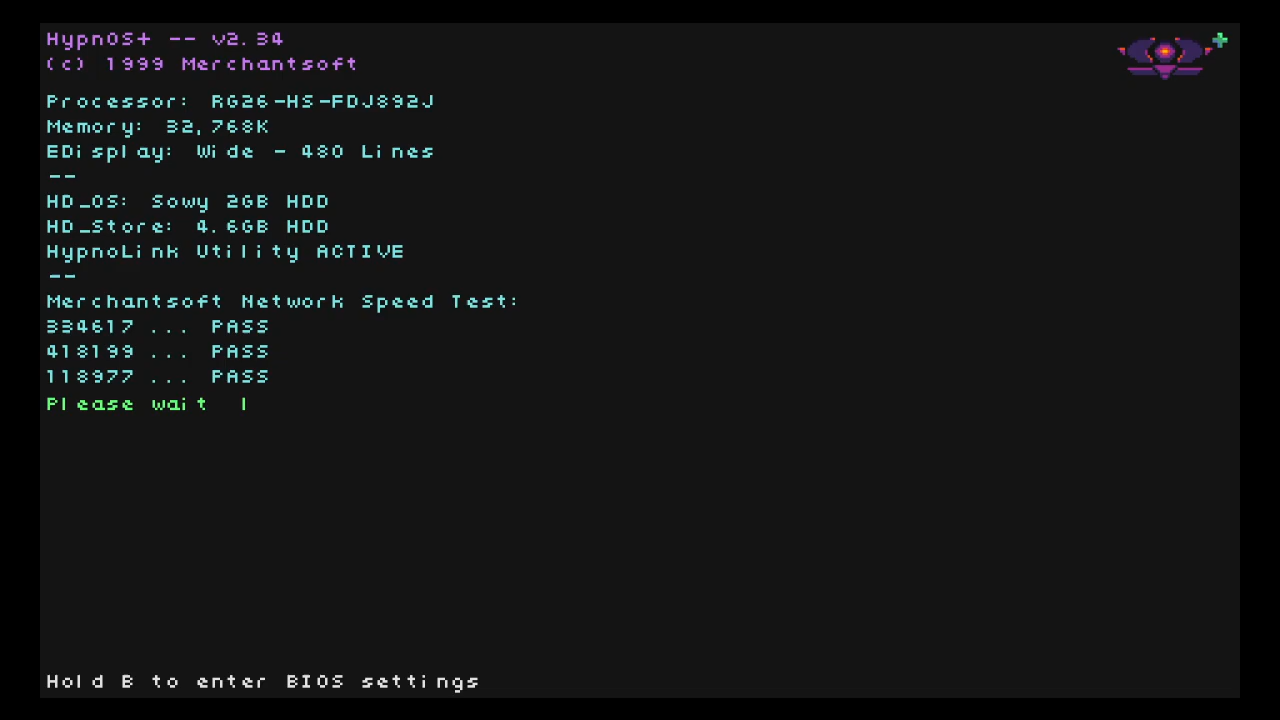 HypnOS+ -- v2.34
(c) 1999 Merchantsoft
Processor: RG26-HS-FDJ892J
Memory: 32,768K
EDisplay: Wide - 480 Lines
--
HD_OS: Sowy 2GB HDD
HD_Store: 4.6GB HDD
HypnoLink Utility ACTIVE
--
Merchantsoft Network Speed Test:
334617 ... PASS
418199 ... PASS
118977 ... PASS
Please wait |
Hold B to enter BIOS settings